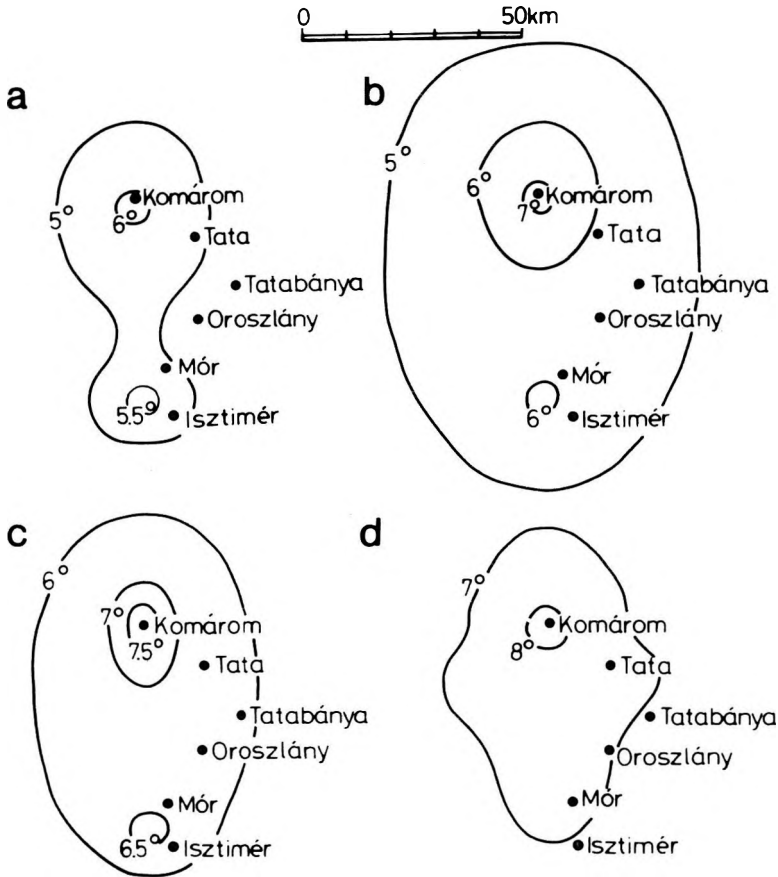 0 50km
a
5°
6°
Komárom
Tata
Tatabánya
Oroszlány
Mór
5.5°
Isztimér
b
5°
6°
7°
Komárom
Tata
Tatabánya
Oroszlány
Mór
6°
Isztimér
c
6°
7°
7.5°
Komárom
Tata
Tatabánya
Oroszlány
Mór
6.5°
Isztimér
d
7°
8°
Komárom
Tata
Tatabánya
Oroszlány
Mór
Isztimér